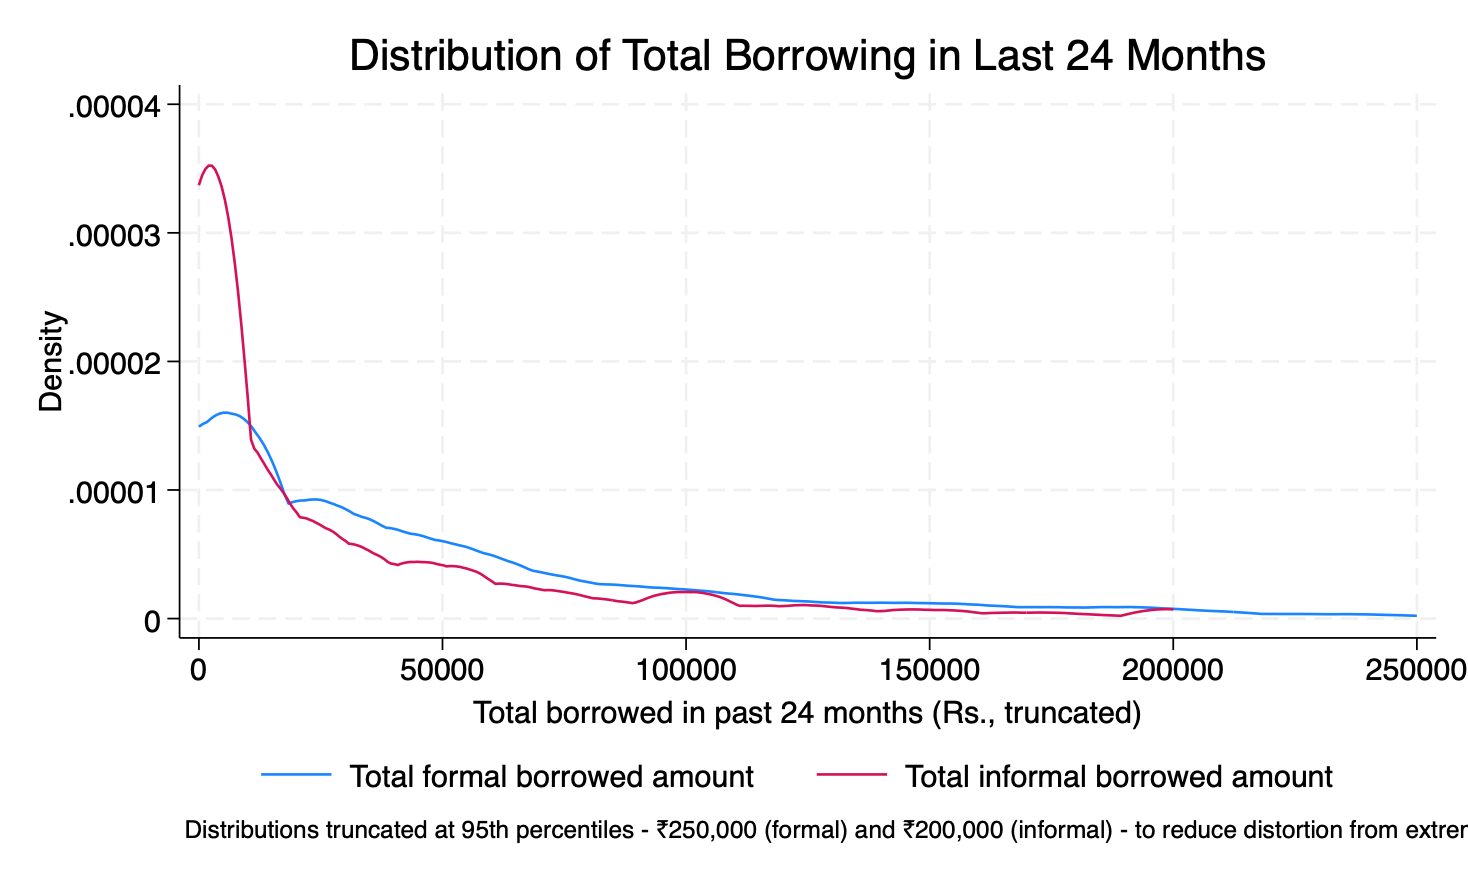 Distribution of Total Borrowing in Last 24 Months
.00004
.00003
.00002
.00001
0
Density
0 50000 100000 150000 200000 250000
Total borrowed in past 24 months (Rs., truncated)
Total formal borrowed amount Total informal borrowed amount
Distributions truncated at 95th percentiles - ₹250,000 (formal) and ₹200,000 (informal) - to reduce distortion from